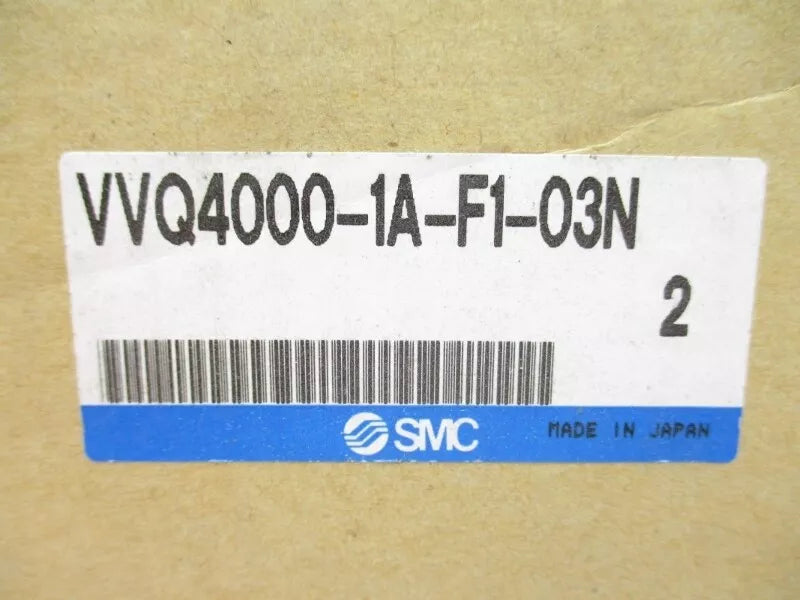 VVQ4000-1A-F1-03N
2
SMC
MADE IN JAPAN